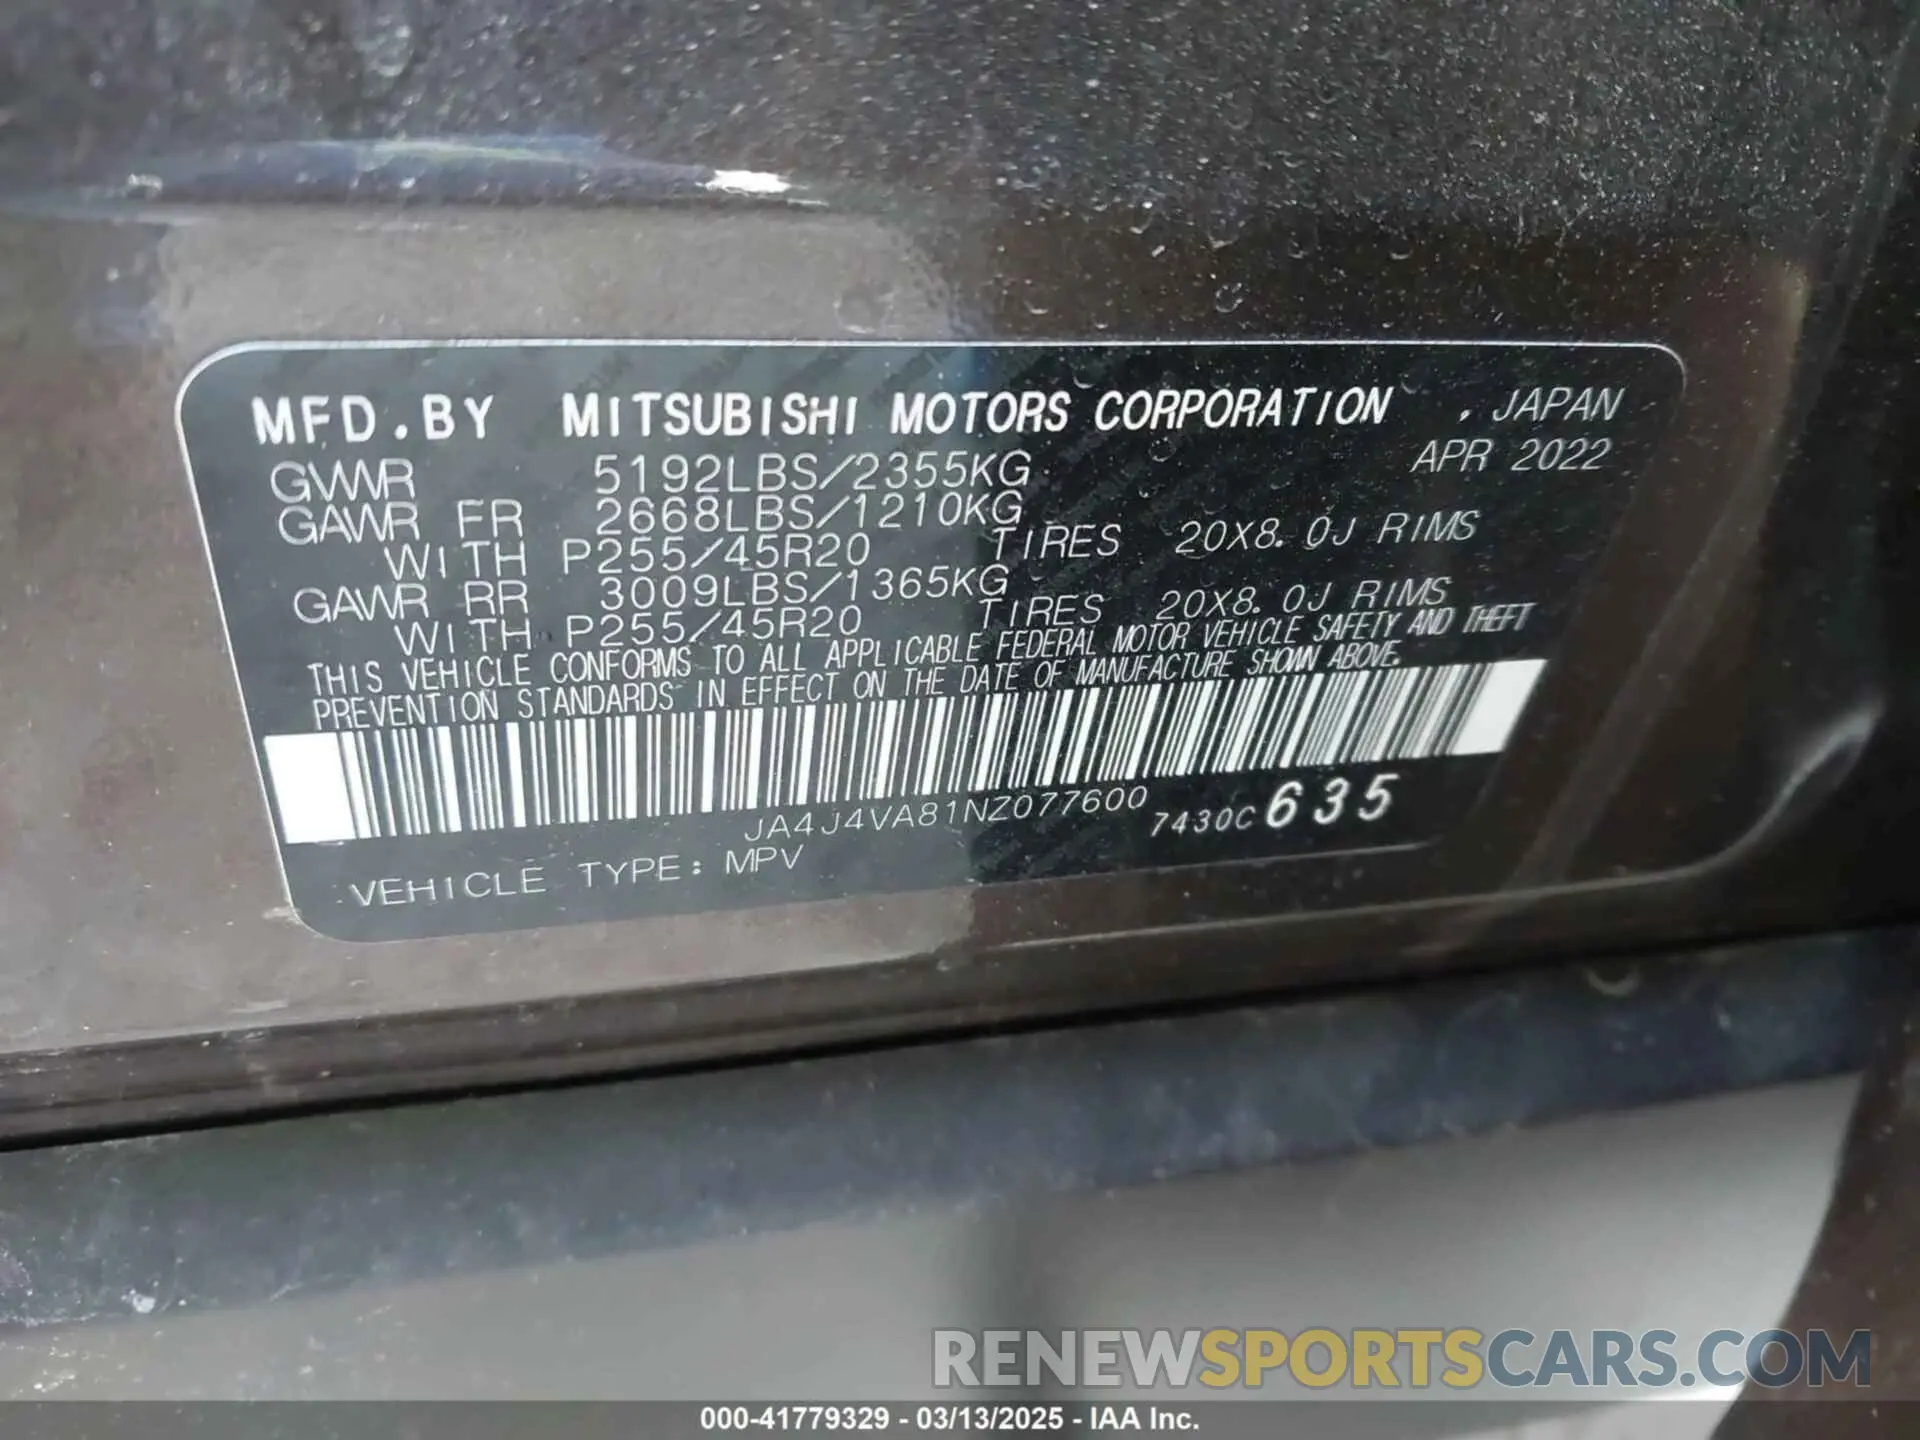 MFD.BY MITSUBISHI MOTORS CORPORATION , JAPAN
APR 2022
GVWR 5192LBS/2355KG
GAWR FR 2668LBS/1210KG
WITH P255/45R20 TIRES 20X8.0J RIMS
GAWR RR 3009LBS/1365KG
WITH P255/45R20 TIRES 20X8.0J RIMS
THIS VEHICLE CONFORMS TO ALL APPLICABLE FEDERAL MOTOR VEHICLE SAFETY AND THEFT
PREVENTION STANDARDS IN EFFECT ON THE DATE OF MANUFACTURE SHOWN ABOVE.
JA4J4VA81NZ077600 7430C 635
VEHICLE TYPE: MPV
RENEWSPORTSCARS.COM
000-41779329 - 03/13/2025 - IAA Inc.